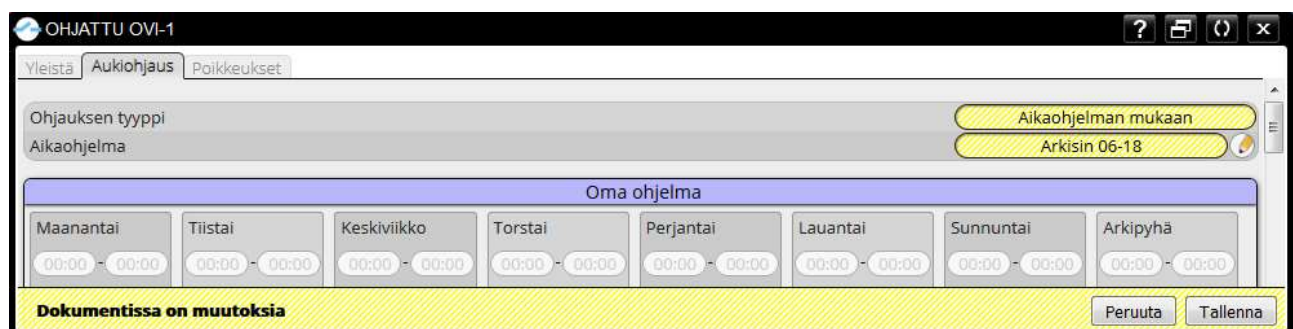 OHJATTU OVI-1
Yleistä Aukiohjaus Poikkeukset
Ohjauksen tyyppi Aikaohjelman mukaan
Aikaohjelma Arkisin 06-18
Oma ohjelma
Maanantai Tiistai Keskiviikko Torstai Perjantai Lauantai Sunnuntai Arkipyhä
00:00 - 00:00 00:00 - 00:00 00:00 - 00:00 00:00 - 00:00 00:00 - 00:00 00:00 - 00:00 00:00 - 00:00 00:00 - 00:00
Dokumentissa on muutoksia Peruuta Tallenna